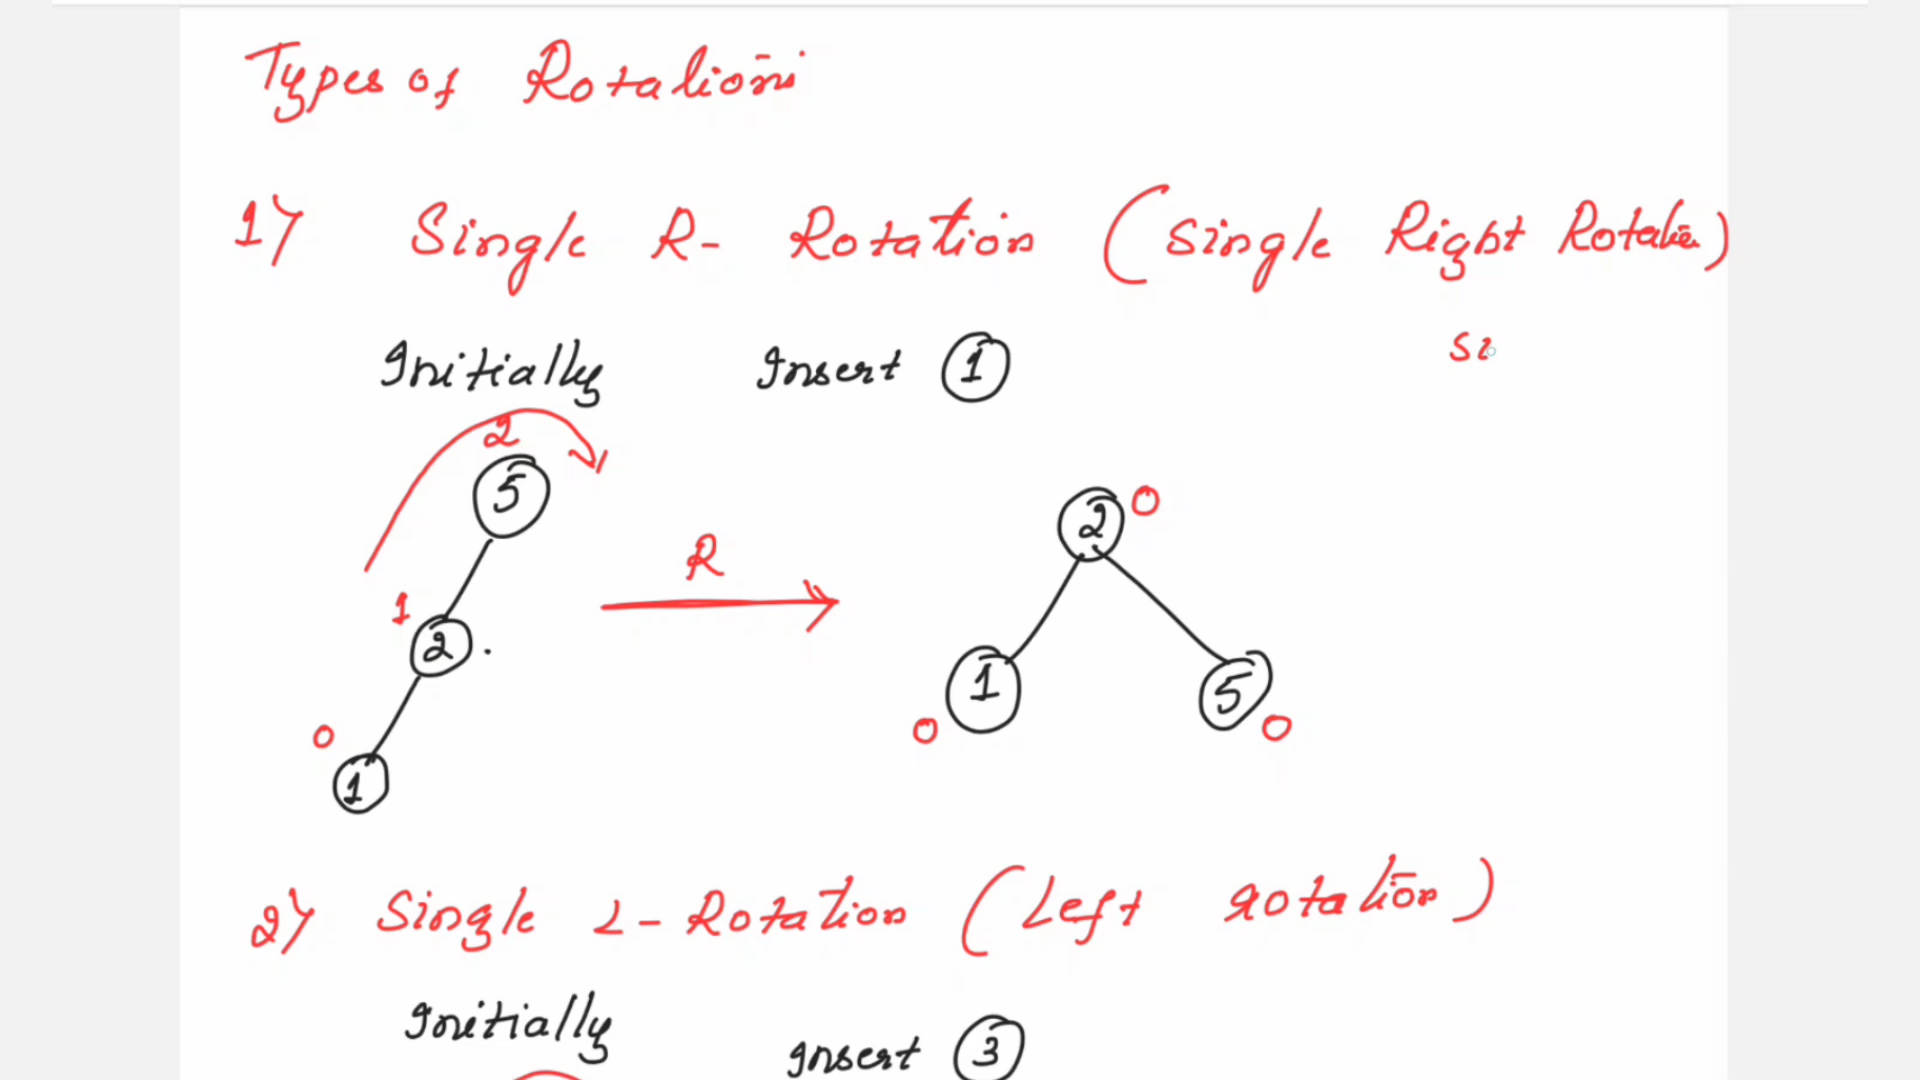 Types of Rotations
1) Single R- Rotation (Single Right Rotation)
Initially Insert 1
2
5
R
2 0
1
2
1 5
0 0 0
1
2) Single L- Rotation (Left Rotation)
Initially Insert 3